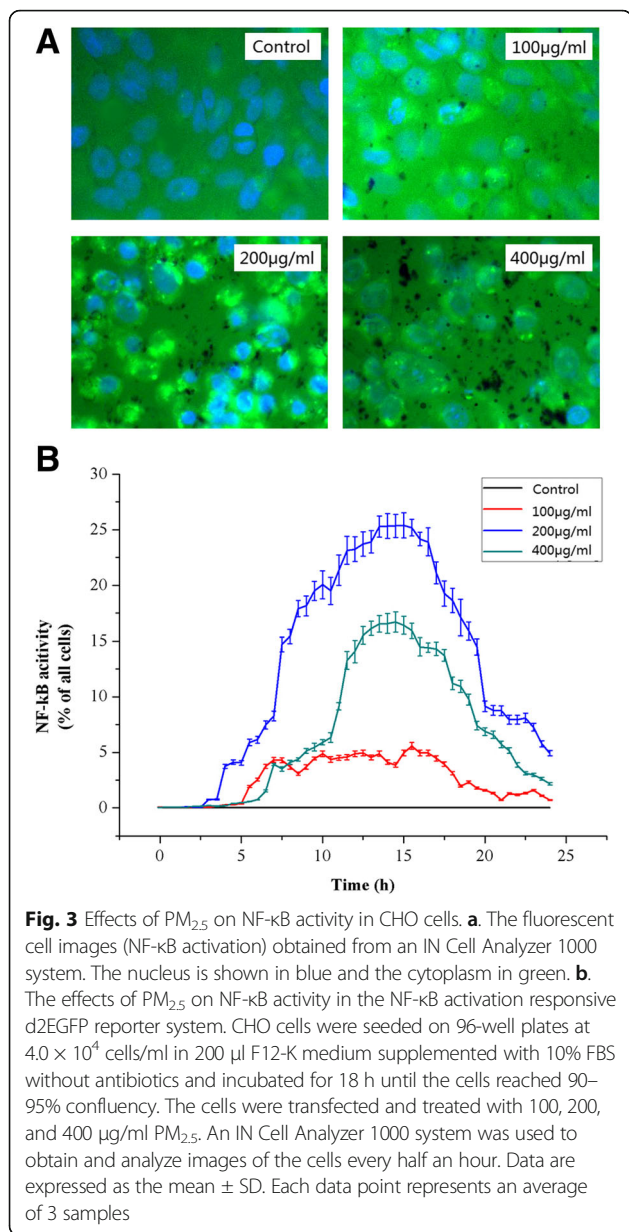 A
Control
100µg/ml
200µg/ml
400µg/ml
B
30
25
20
15
10
5
0
NF-kB acitivity
(% of all cells)
Control
100µg/ml
200µg/ml
400µg/ml
0 5 10 15 20 25
Time (h)
Fig. 3 Effects of PM2.5 on NF-κB activity in CHO cells. a. The fluorescent
cell images (NF-κB activation) obtained from an IN Cell Analyzer 1000
system. The nucleus is shown in blue and the cytoplasm in green. b.
The effects of PM2.5 on NF-κB activity in the NF-κB activation responsive
d2EGFP reporter system. CHO cells were seeded on 96-well plates at
4.0 × 10⁴ cells/ml in 200 µl F12-K medium supplemented with 10% FBS
without antibiotics and incubated for 18 h until the cells reached 90–
95% confluency. The cells were transfected and treated with 100, 200,
and 400 µg/ml PM2.5. An IN Cell Analyzer 1000 system was used to
obtain and analyze images of the cells every half an hour. Data are
expressed as the mean ± SD. Each data point represents an average
of 3 samples